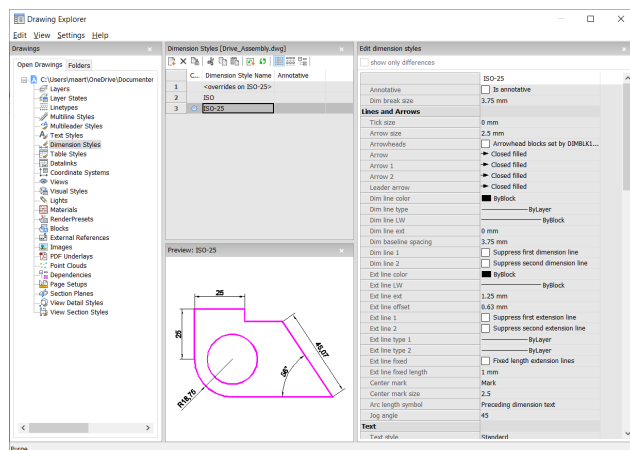 Drawing Explorer
Edit View Settings Help
Drawings
Open Drawings Folders
C:\Users\maart\OneDrive\Documenter
Layers
Layer States
Linetypes
Multiline Styles
Multileader Styles
Text Styles
Dimension Styles
Table Styles
Datalinks
Coordinate Systems
Views
Visual Styles
Lights
Materials
RenderPresets
Blocks
External References
Images
PDF Underlays
Point Clouds
Dependencies
Page Setups
Section Planes
View Detail Styles
View Section Styles
Dimension Styles [Drive_Assembly.dwg]
C... Dimension Style Name Annotative
1 <overrides on ISO-25>
2 ISO
3 ISO-25
Preview: ISO-25
25
25
45,07
56°
R18,75
Edit dimension styles
show only differences
ISO-25
Annotative Is annotative
Dim break size 3.75 mm
Lines and Arrows
Tick size 0 mm
Arrow size 2.5 mm
Arrowheads Arrowhead blocks set by DIMBLK1...
Arrow Closed filled
Arrow 1 Closed filled
Arrow 2 Closed filled
Leader arrow Closed filled
Dim line color ByBlock
Dim line type ByLayer
Dim line LW ByBlock
Dim line ext 0 mm
Dim baseline spacing 3.75 mm
Dim line 1 Suppress first dimension line
Dim line 2 Suppress second dimension line
Ext line color ByBlock
Ext line LW ByBlock
Ext line ext 1.25 mm
Ext line offset 0.63 mm
Ext line 1 Suppress first extension line
Ext line 2 Suppress second extension line
Ext line type 1 ByLayer
Ext line type 2 ByLayer
Ext line fixed Fixed length extension lines
Ext line fixed length 1 mm
Center mark Mark
Center mark size 2.5
Arc length symbol Preceding dimension text
Jog angle 45
Text
Text style Standard
Purge